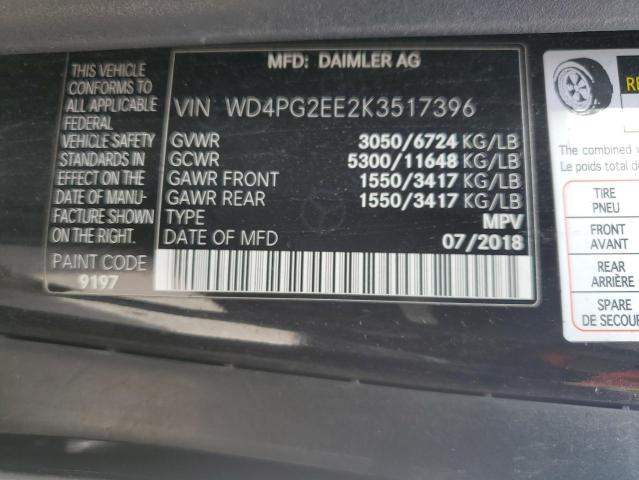 MFD: DAIMLER AG
THIS VEHICLE
CONFORMS TO
ALL APPLICABLE
FEDERAL
VEHICLE SAFETY
STANDARDS IN
EFFECT ON THE
DATE OF MANU-
FACTURE SHOWN
ON THE RIGHT.
PAINT CODE
9197
VIN WD4PG2EE2K3517396
GVWR 3050/6724 KG/LB
GCWR 5300/11648 KG/LB
GAWR FRONT 1550/3417 KG/LB
GAWR REAR 1550/3417 KG/LB
TYPE MPV
DATE OF MFD 07/2018
The combined w
Le poids total d
TIRE
PNEU
FRONT
AVANT
REAR
ARRIÈRE
SPARE
DE SECOUR